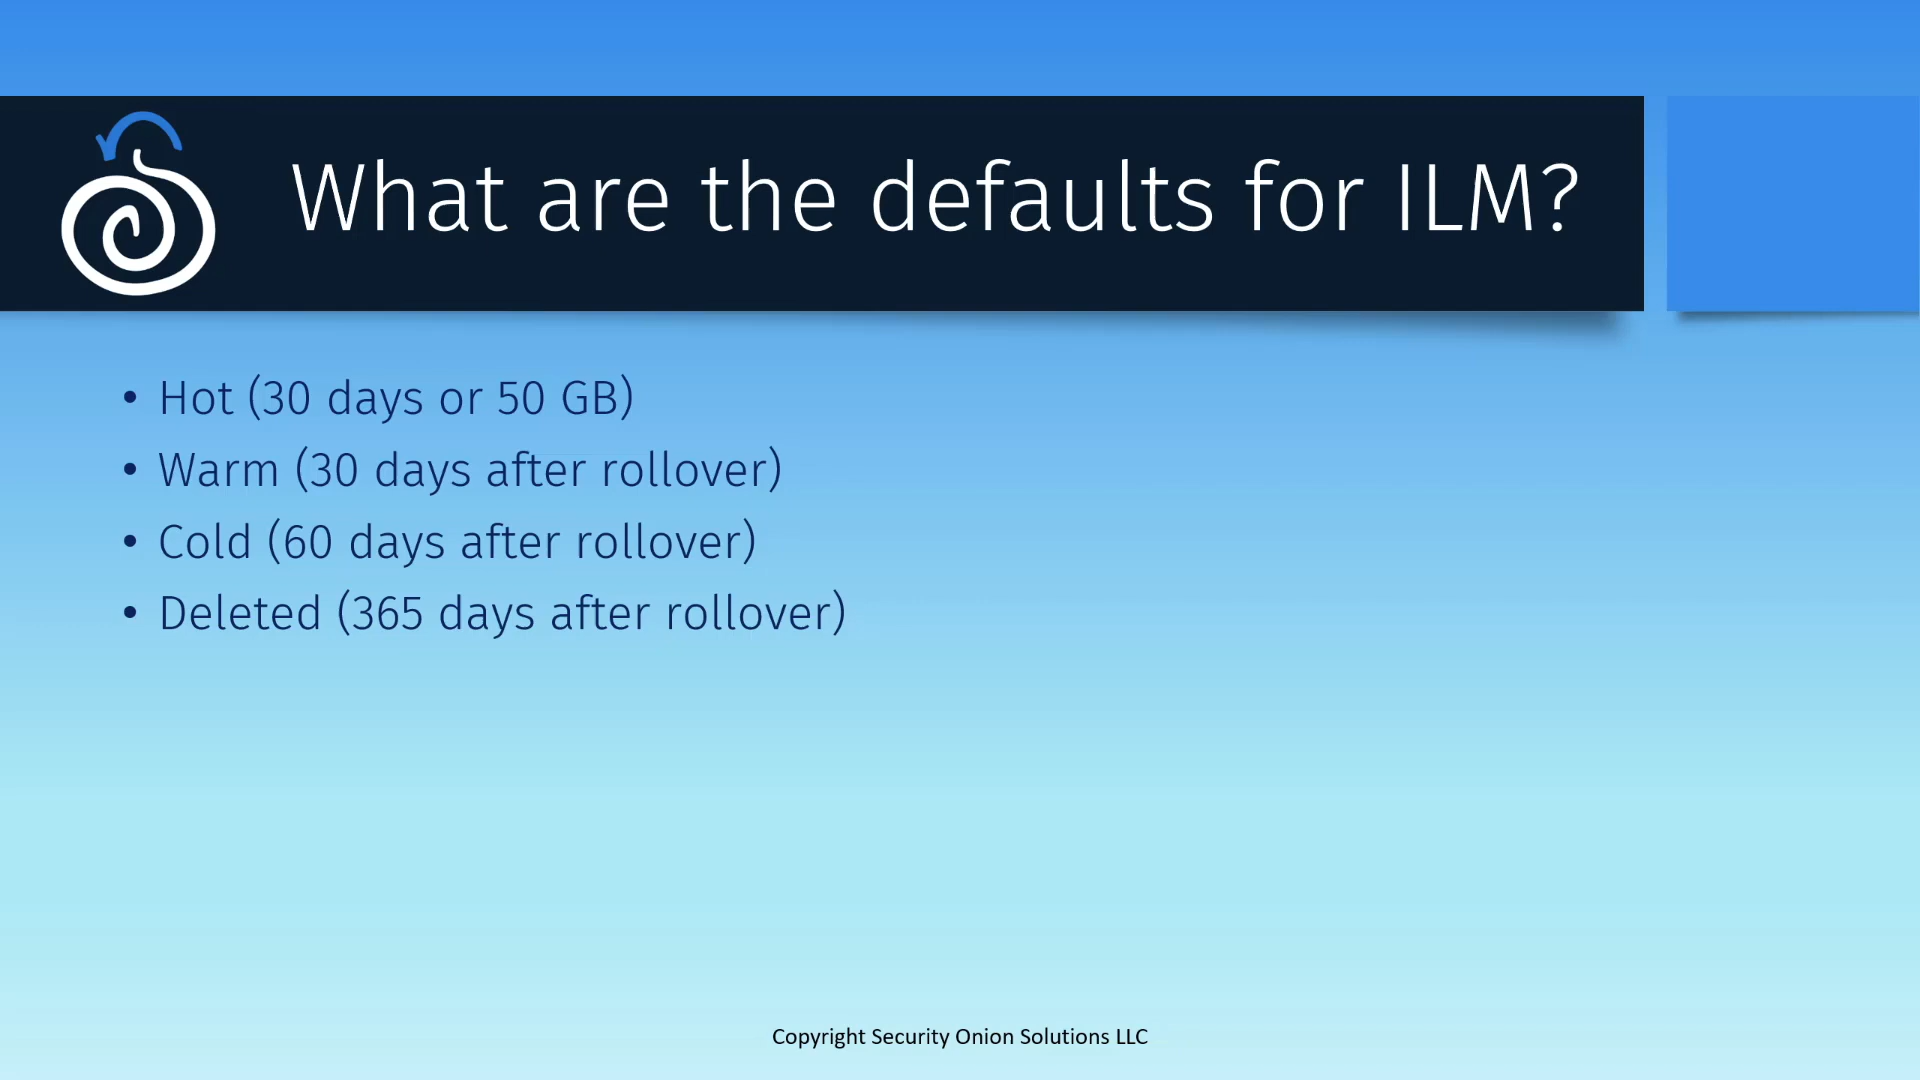 What are the defaults for ILM?
• Hot (30 days or 50 GB)
• Warm (30 days after rollover)
• Cold (60 days after rollover)
• Deleted (365 days after rollover)
Copyright Security Onion Solutions LLC